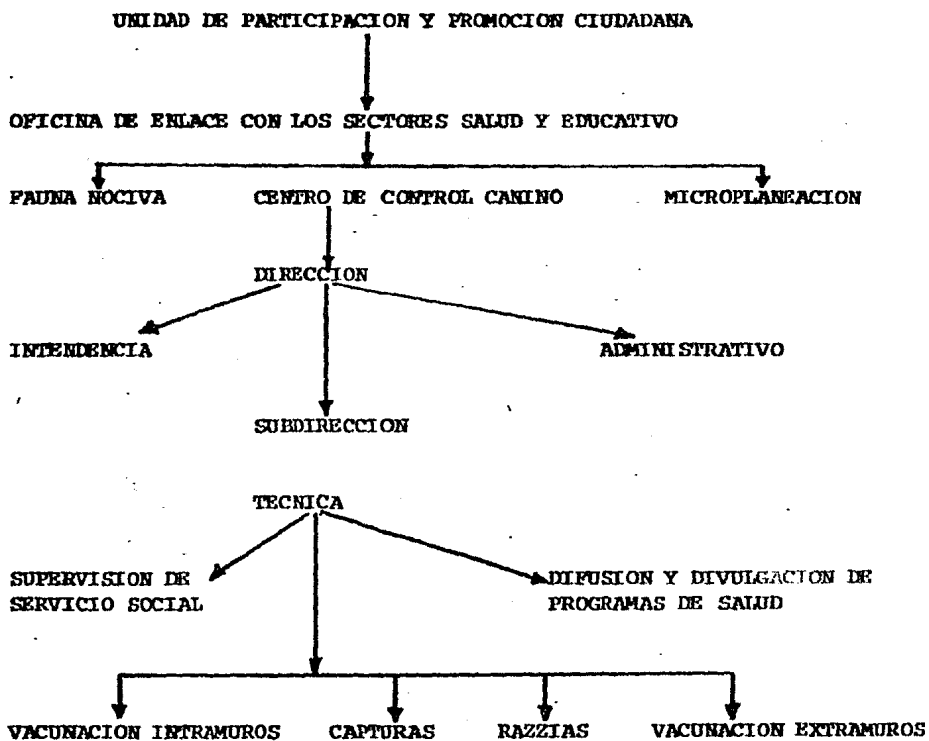 UNIDAD DE PARTICIPACION Y PROMOCION CIUDADANA
OFICINA DE ENLACE CON LOS SECTORES SALUD Y EDUCATIVO
FAUNA NOCIVA
CENTRO DE CONTROL CANINO
MICROPLANEACION
DIRECCION
INTENDENCIA
ADMINISTRATIVO
SUBDIRECCION
TECNICA
SUPERVISION DE
SERVICIO SOCIAL
DIFUSION Y DIVULGACION DE
PROGRAMAS DE SALUD
VACUNACION INTRAMUROS
CAPTURAS
RAZZIAS
VACUNACION EXTRAMUROS